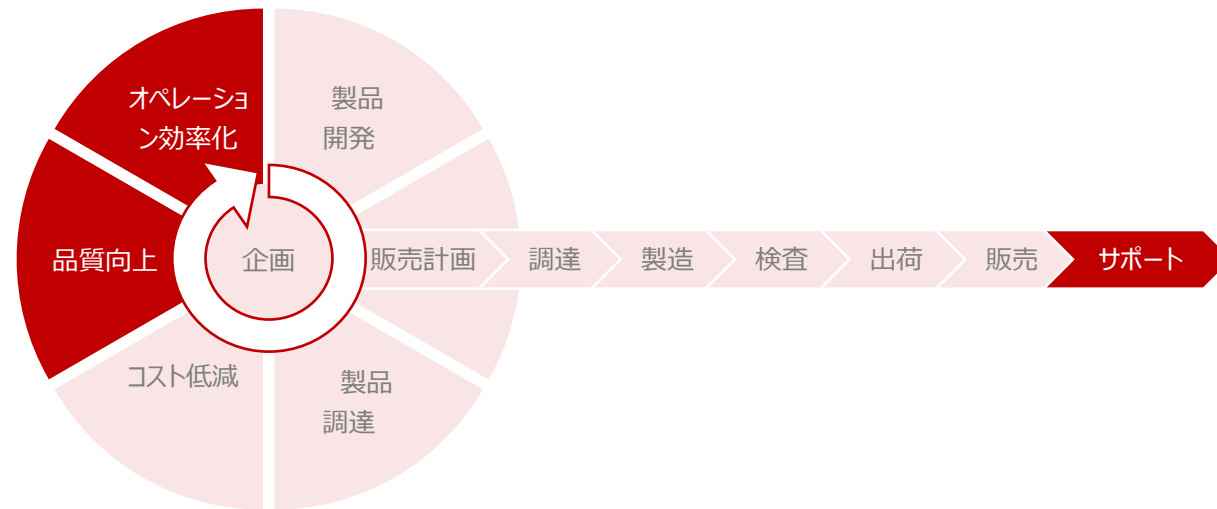 オペレーショ
ン効率化
製品
開発
品質向上
企画
販売計画
調達
製造
検査
出荷
販売
サポート
コスト低減
製品
調達